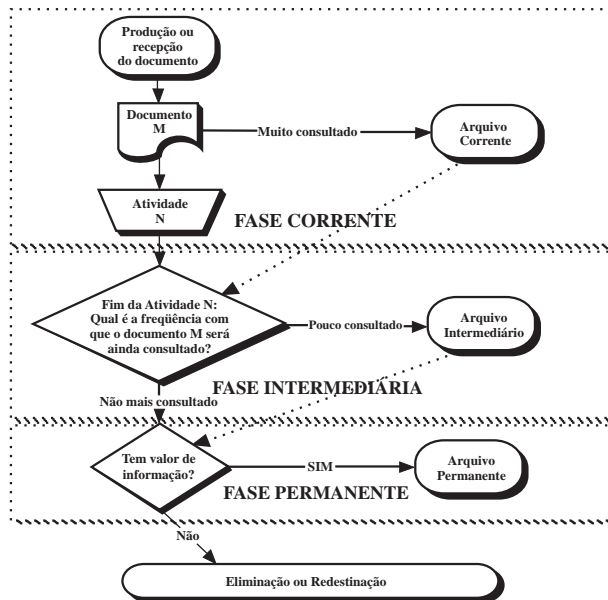 Produção ou
recepção
do documento
Documento
M
Muito consultado
Arquivo
Corrente
Atividade
N
FASE CORRENTE
Fim da Atividade N:
Qual é a freqüência com
que o documento M será
ainda consultado?
Pouco consultado
Arquivo
Intermediário
FASE INTERMEDIÁRIA
Não mais consultado
Tem valor de
informação?
SIM
Arquivo
Permanente
FASE PERMANENTE
Não
Eliminação ou Redestinação